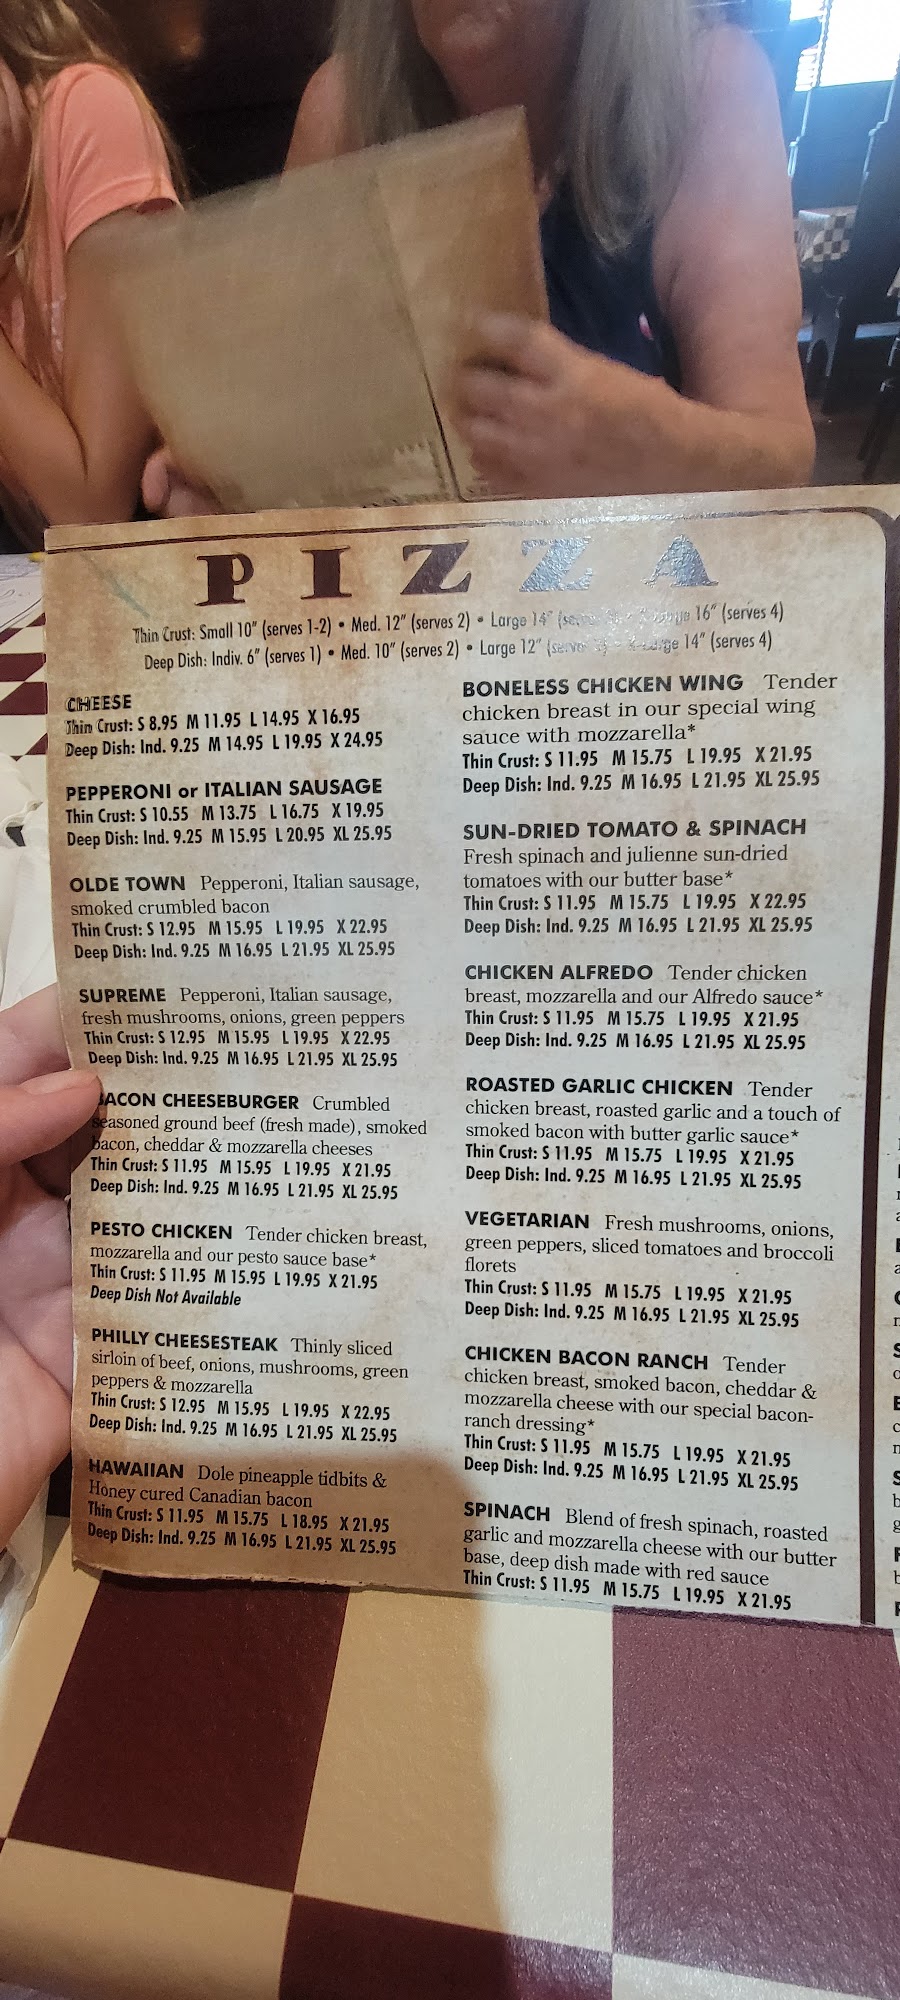 PIZZA
Thin Crust: Small 10" (serves 1-2) • Med. 12" (serves 2) • Large 14" 16" (serves 4)
Deep Dish: Indiv. 6" (serves 1) • Med. 10" (serves 2) • Large 12" 14" (serves 4)
CHEESE
Thin Crust: S 8.95 M 11.95 L 14.95 X 16.95
Deep Dish: Ind. 9.25 M 14.95 L 19.95 X 24.95
PEPPERONI or ITALIAN SAUSAGE
Thin Crust: S 10.55 M 13.75 L 16.75 X 19.95
Deep Dish: Ind. 9.25 M 15.95 L 20.95 XL 25.95
OLDE TOWN Pepperoni, Italian sausage,
smoked crumbled bacon
Thin Crust: S 12.95 M 15.95 L 19.95 X 22.95
Deep Dish: Ind. 9.25 M 16.95 L 21.95 XL 25.95
SUPREME Pepperoni, Italian sausage,
fresh mushrooms, onions, green peppers
Thin Crust: S 12.95 M 15.95 L 19.95 X 22.95
Deep Dish: Ind. 9.25 M 16.95 L 21.95 XL 25.95
BACON CHEESEBURGER Crumbled
seasoned ground beef (fresh made), smoked
bacon, cheddar & mozzarella cheeses
Thin Crust: S 11.95 M 15.95 L 19.95 X 21.95
Deep Dish: Ind. 9.25 M 16.95 L 21.95 XL 25.95
PESTO CHICKEN Tender chicken breast,
mozzarella and our pesto sauce base*
Thin Crust: S 11.95 M 15.95 L 19.95 X 21.95
Deep Dish Not Available
PHILLY CHEESESTEAK Thinly sliced
sirloin of beef, onions, mushrooms, green
peppers & mozzarella
Thin Crust: S 12.95 M 15.95 L 19.95 X 22.95
Deep Dish: Ind. 9.25 M 16.95 L 21.95 XL 25.95
HAWAIIAN Dole pineapple tidbits &
Honey cured Canadian bacon
Thin Crust: S 11.95 M 15.75 L 18.95 X 21.95
Deep Dish: Ind. 9.25 M 16.95 L 21.95 XL 25.95
BONELESS CHICKEN WING Tender
chicken breast in our special wing
sauce with mozzarella*
Thin Crust: S 11.95 M 15.75 L 19.95 X 21.95
Deep Dish: Ind. 9.25 M 16.95 L 21.95 XL 25.95
SUN-DRIED TOMATO & SPINACH
Fresh spinach and julienne sun-dried
tomatoes with our butter base*
Thin Crust: S 11.95 M 15.75 L 19.95 X 22.95
Deep Dish: Ind. 9.25 M 16.95 L 21.95 XL 25.95
CHICKEN ALFREDO Tender chicken
breast, mozzarella and our Alfredo sauce*
Thin Crust: S 11.95 M 15.75 L 19.95 X 21.95
Deep Dish: Ind. 9.25 M 16.95 L 21.95 XL 25.95
ROASTED GARLIC CHICKEN Tender
chicken breast, roasted garlic and a touch of
smoked bacon with butter garlic sauce*
Thin Crust: S 11.95 M 15.75 L 19.95 X 21.95
Deep Dish: Ind. 9.25 M 16.95 L 21.95 XL 25.95
VEGETARIAN Fresh mushrooms, onions,
green peppers, sliced tomatoes and broccoli
florets
Thin Crust: S 11.95 M 15.75 L 19.95 X 21.95
Deep Dish: Ind. 9.25 M 16.95 L 21.95 XL 25.95
CHICKEN BACON RANCH Tender
chicken breast, smoked bacon, cheddar &
mozzarella cheese with our special bacon-
ranch dressing*
Thin Crust: S 11.95 M 15.75 L 19.95 X 21.95
Deep Dish: Ind. 9.25 M 16.95 L 21.95 XL 25.95
SPINACH Blend of fresh spinach, roasted
garlic and mozzarella cheese with our butter
base, deep dish made with red sauce
Thin Crust: S 11.95 M 15.75 L 19.95 X 21.95